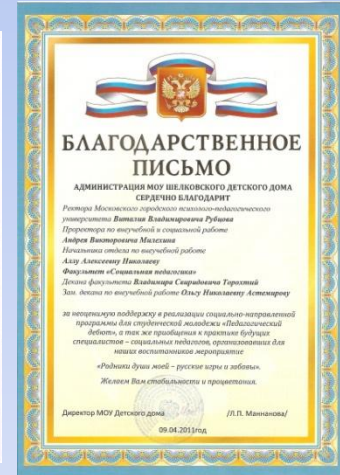 БЛАГОДАРСТВЕННОЕ
ПИСЬМО
АДМИНИСТРАЦИЯ МОУ ШЕЛКОВСКОГО ДЕТСКОГО ДОМА
СЕРДЕЧНО БЛАГОДАРИТ
Ректора Московского городского психолого-педагогического
университета Виталия Владимировича Рубцова
Проректора по внеучебной и социальной работе
Андрея Викторовича Милехина
Начальника отдела по внеучебной работе
Аллу Алексеевну Николаеву
Факультет «Социальная педагогика»
Декана факультета Владимира Свиридовича Торохтий
Зам. декана по внеучебной работе Ольгу Николаевну Астемирову
за неоценимую поддержку в реализации социально-направленной
программы для студенческой молодежи «Педагогический
дебют», а так же приобщения к практике будущих
специалистов – социальных педагогов, организовавших для
наших воспитанников мероприятие
«Родники души моей – русские игры и забавы».
Желаем Вам стабильности и процветания.
Директор МОУ Детского дома /Л.П. Маннанова/
09.04.2011год